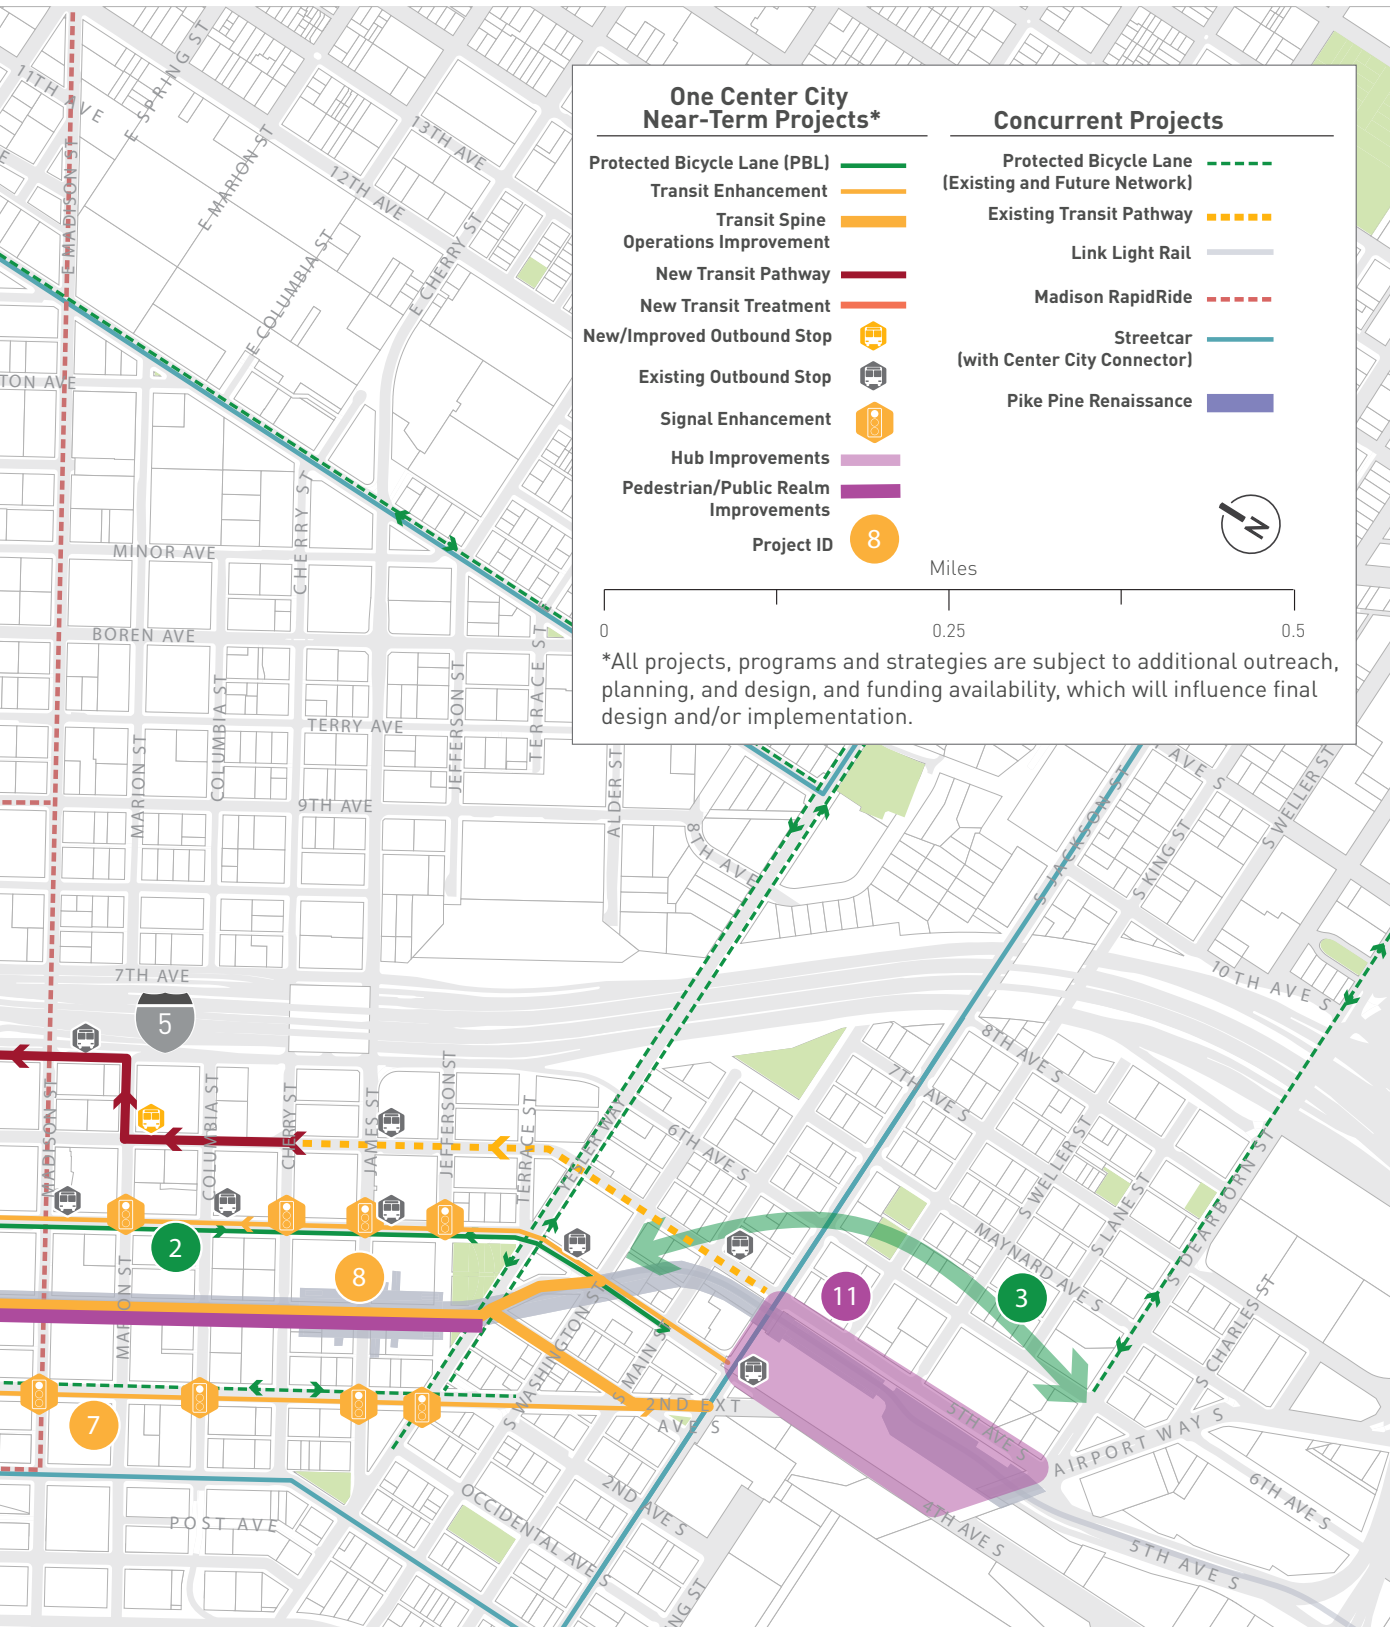 One Center City
Near-Term Projects*
Protected Bicycle Lane (PBL)
Transit Enhancement
Transit Spine
Operations Improvement
New Transit Pathway
New Transit Treatment
New/Improved Outbound Stop
Existing Outbound Stop
Signal Enhancement
Hub Improvements
Pedestrian/Public Realm
Improvements
Project ID
8
Concurrent Projects
Protected Bicycle Lane
(Existing and Future Network)
Existing Transit Pathway
Link Light Rail
Madison RapidRide
Streetcar
(with Center City Connector)
Pike Pine Renaissance
N
Miles
0
0.25
0.5
*All projects, programs and strategies are subject to additional outreach,
planning, and design, and funding availability, which will influence final
design and/or implementation.
11TH AVE
E SPRING ST
E MADISON ST
E MARION ST
13TH AVE
12TH AVE
E COLUMBIA ST
E CHERRY ST
TON AVE
CHERRY ST
MINOR AVE
BOREN AVE
TERRACE ST
JEFFERSON ST
COLUMBIA ST
TERRY AVE
MARION ST
9TH AVE
ALDER ST
8TH AVE
AVE S
S WELLER ST
S JACKSON ST
S KING ST
10TH AVE S
7TH AVE
5
8TH AVE S
7TH AVE S
MADISON ST
COLUMBIA ST
CHERRY ST
JAMES ST
JEFFERSON ST
TERRACE ST
YESLER WAY
6TH AVE S
S WELLER ST
S LANE ST
S DEARBORN ST
MAYNARD AVE S
2
8
11
3
MARION ST
S WASHINGTON ST
S MAIN ST
S CHARLES ST
7
2ND EXT
AVE S
5TH AVE S
AIRPORT WAY S
6TH AVE S
POST AVE
OCCIDENTAL AVE S
2ND AVE S
4TH AVE S
5TH AVE S
NG ST